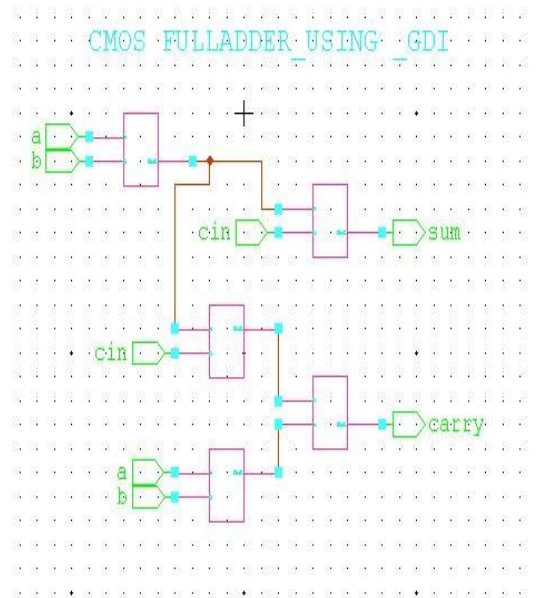 CMOS FULLADDER_USING _GDI
a
b
cin
sum
cin
carry
a
b